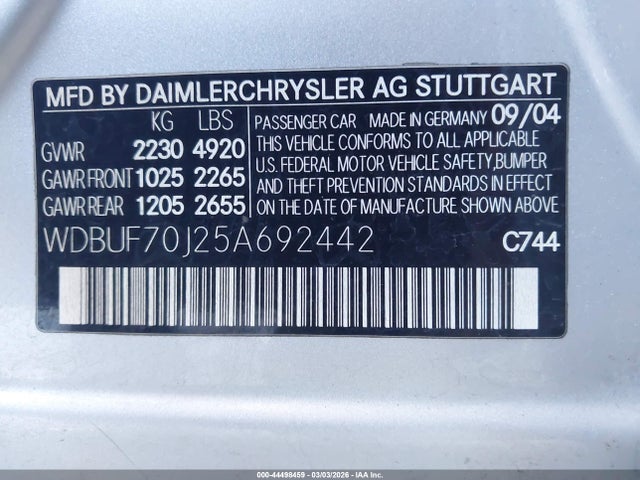 MFD BY DAIMLERCHRYSLER AG STUTTGART
KG LBS
GVWR 2230 4920
GAWR FRONT 1025 2265
GAWR REAR 1205 2655
PASSENGER CAR MADE IN GERMANY 09/04
THIS VEHICLE CONFORMS TO ALL APPLICABLE
U.S. FEDERAL MOTOR VEHICLE SAFETY, BUMPER
AND THEFT PREVENTION STANDARDS IN EFFECT
ON THE DATE OF MANUFACTURE SHOWN ABOVE.
WDBUF70J25A692442 C744
000-44498459 - 03/03/2026 - IAAI, Inc.